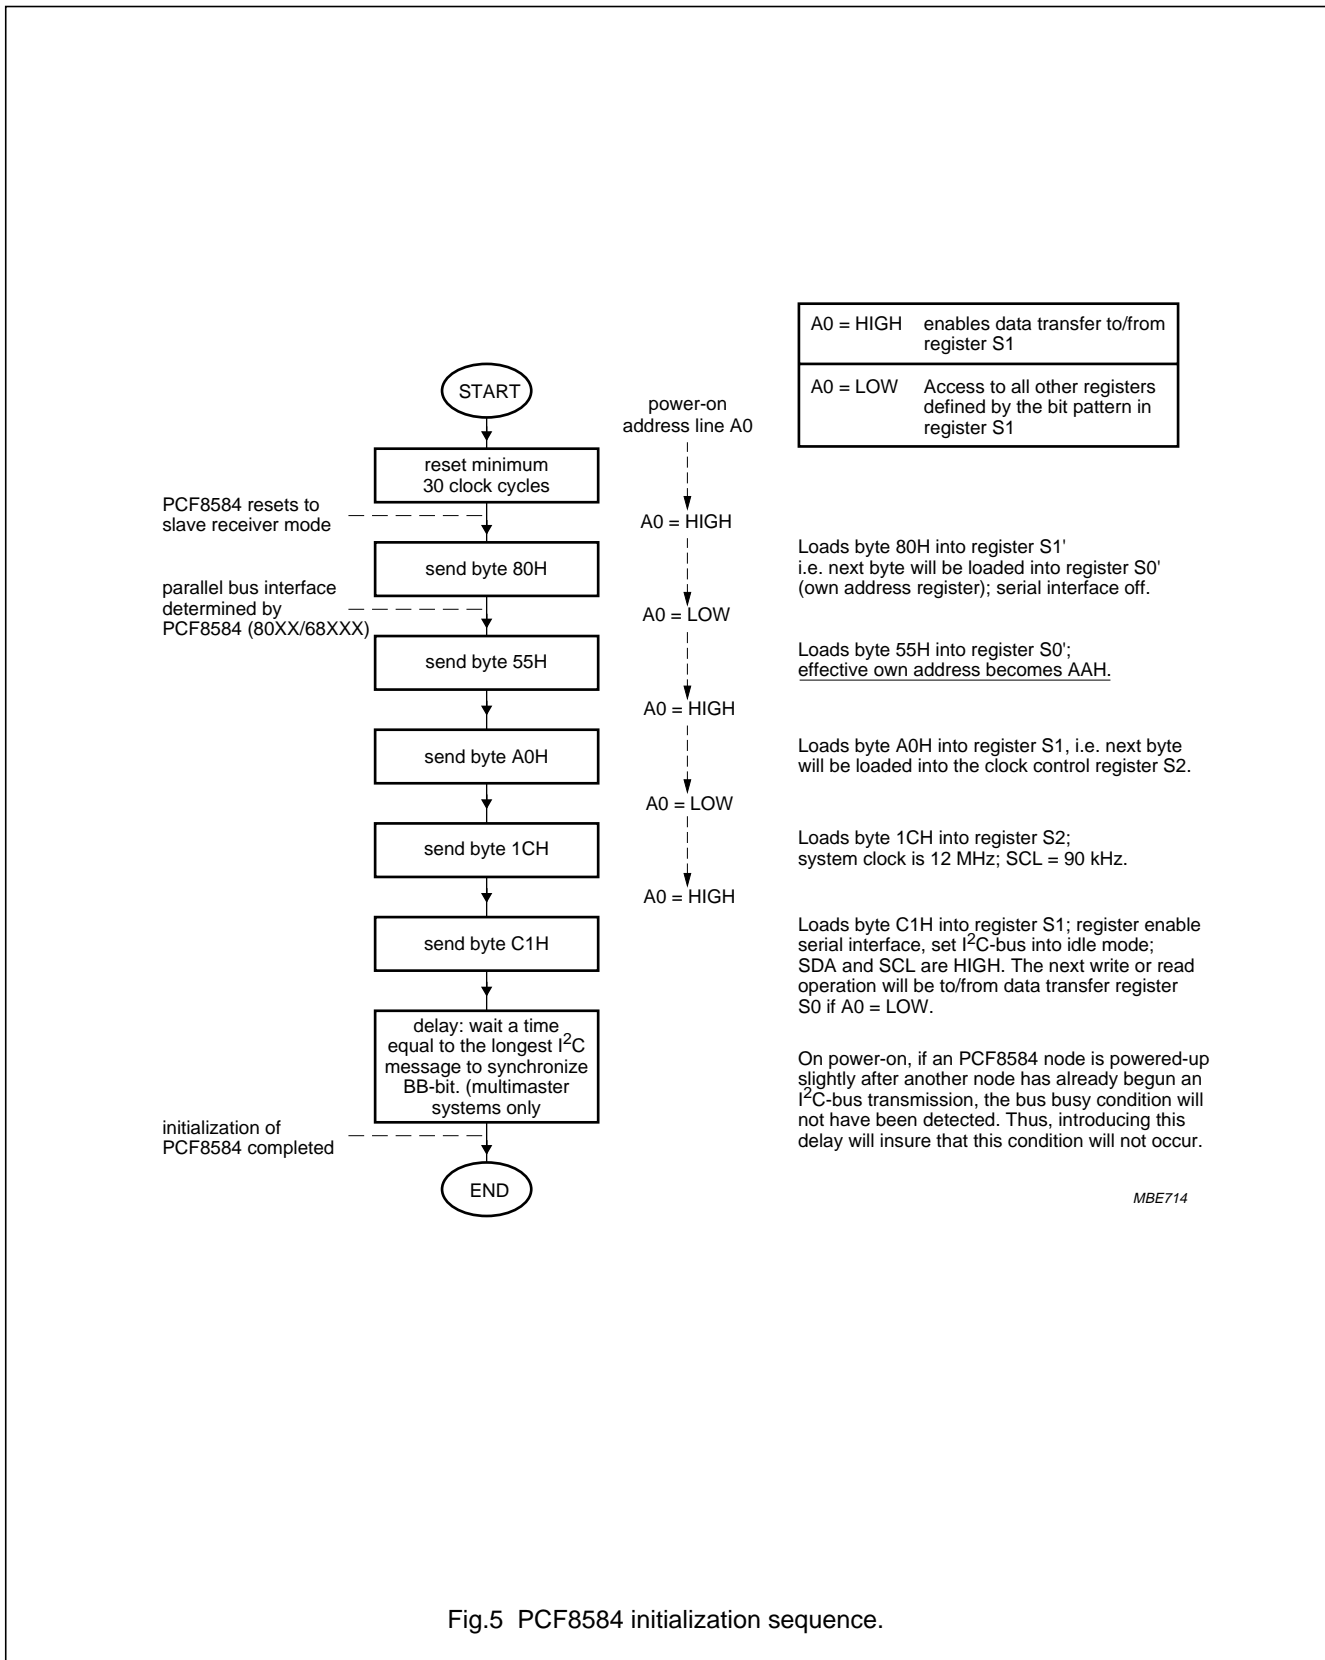 A0 = HIGH enables data transfer to/from
register S1
A0 = LOW Access to all other registers
defined by the bit pattern in
register S1
START
power-on
address line A0
reset minimum
30 clock cycles
PCF8584 resets to
slave receiver mode
A0 = HIGH
send byte 80H
Loads byte 80H into register S1'
i.e. next byte will be loaded into register S0'
(own address register); serial interface off.
parallel bus interface
determined by
PCF8584 (80XX/68XXX)
A0 = LOW
send byte 55H
Loads byte 55H into register S0';
effective own address becomes AAH.
A0 = HIGH
send byte A0H
Loads byte A0H into register S1, i.e. next byte
will be loaded into the clock control register S2.
A0 = LOW
send byte 1CH
Loads byte 1CH into register S2;
system clock is 12 MHz; SCL = 90 kHz.
A0 = HIGH
send byte C1H
Loads byte C1H into register S1; register enable
serial interface, set I2C-bus into idle mode;
SDA and SCL are HIGH. The next write or read
operation will be to/from data transfer register
S0 if A0 = LOW.
delay: wait a time
equal to the longest I2C
message to synchronize
BB-bit. (multimaster
systems only
On power-on, if an PCF8584 node is powered-up
slightly after another node has already begun an
I2C-bus transmission, the bus busy condition will
not have been detected. Thus, introducing this
delay will insure that this condition will not occur.
initialization of
PCF8584 completed
END
MBE714
Fig.5 PCF8584 initialization sequence.